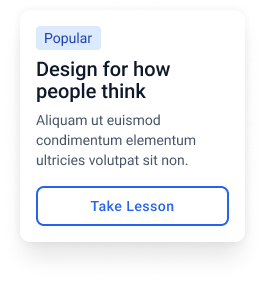 Popular
Design for how
people think
Aliquam ut euismod
condimentum elementum
ultricies volutpat sit non.
Take Lesson